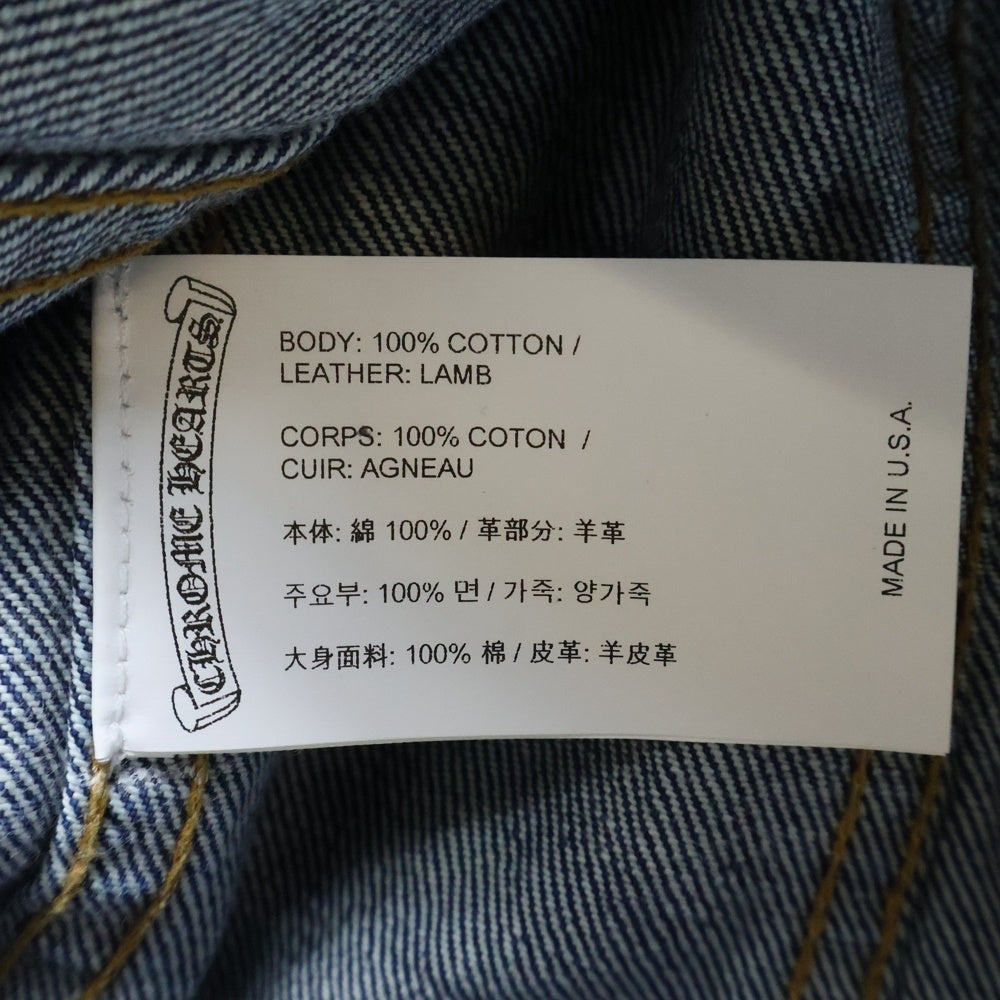 CHROME HEARTS
BODY: 100% COTTON /
LEATHER: LAMB
CORPS: 100% COTON /
CUIR: AGNEAU
本体: 綿 100% / 革部分: 羊革
주요부: 100% 면 / 가죽: 양가죽
大身面料: 100% 棉 / 皮革: 羊皮革
MADE IN U.S.A.